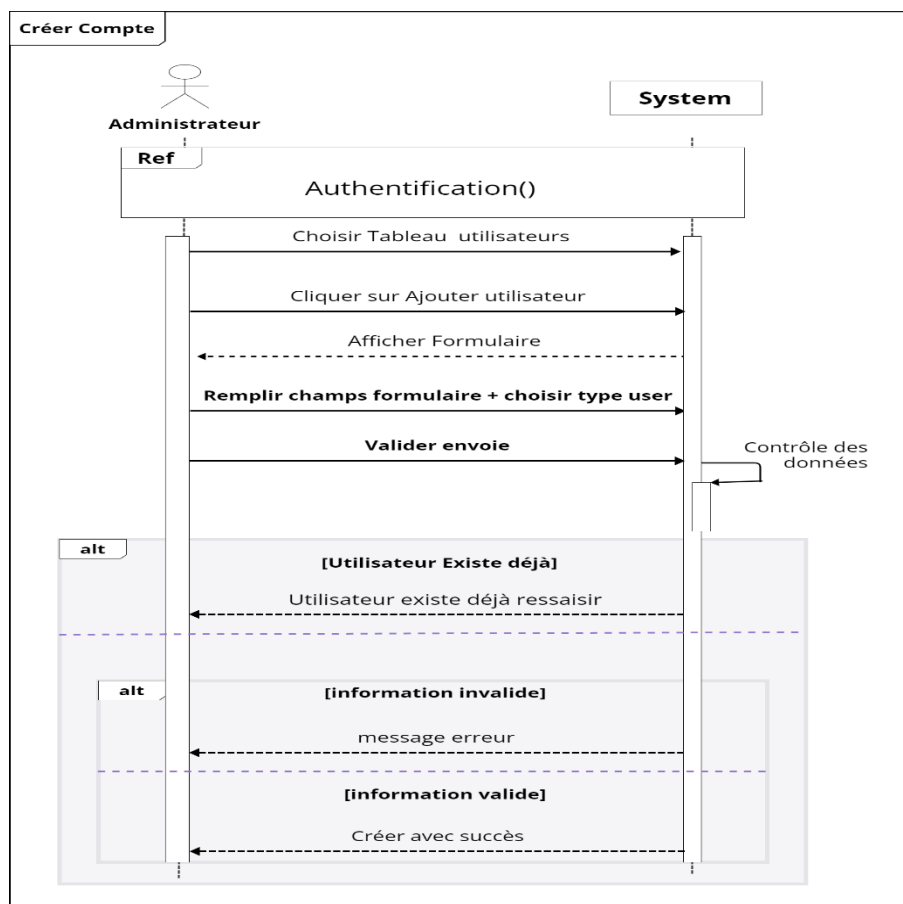 Créer Compte
Administrateur
System
Ref
Authentification()
Choisir Tableau utilisateurs
Cliquer sur Ajouter utilisateur
Afficher Formulaire
Remplir champs formulaire + choisir type user
Valider envoie
Contrôle des
données
alt
[Utilisateur Existe déjà]
Utilisateur existe déjà ressaisir
alt
[information invalide]
message erreur
[information valide]
Créer avec succès